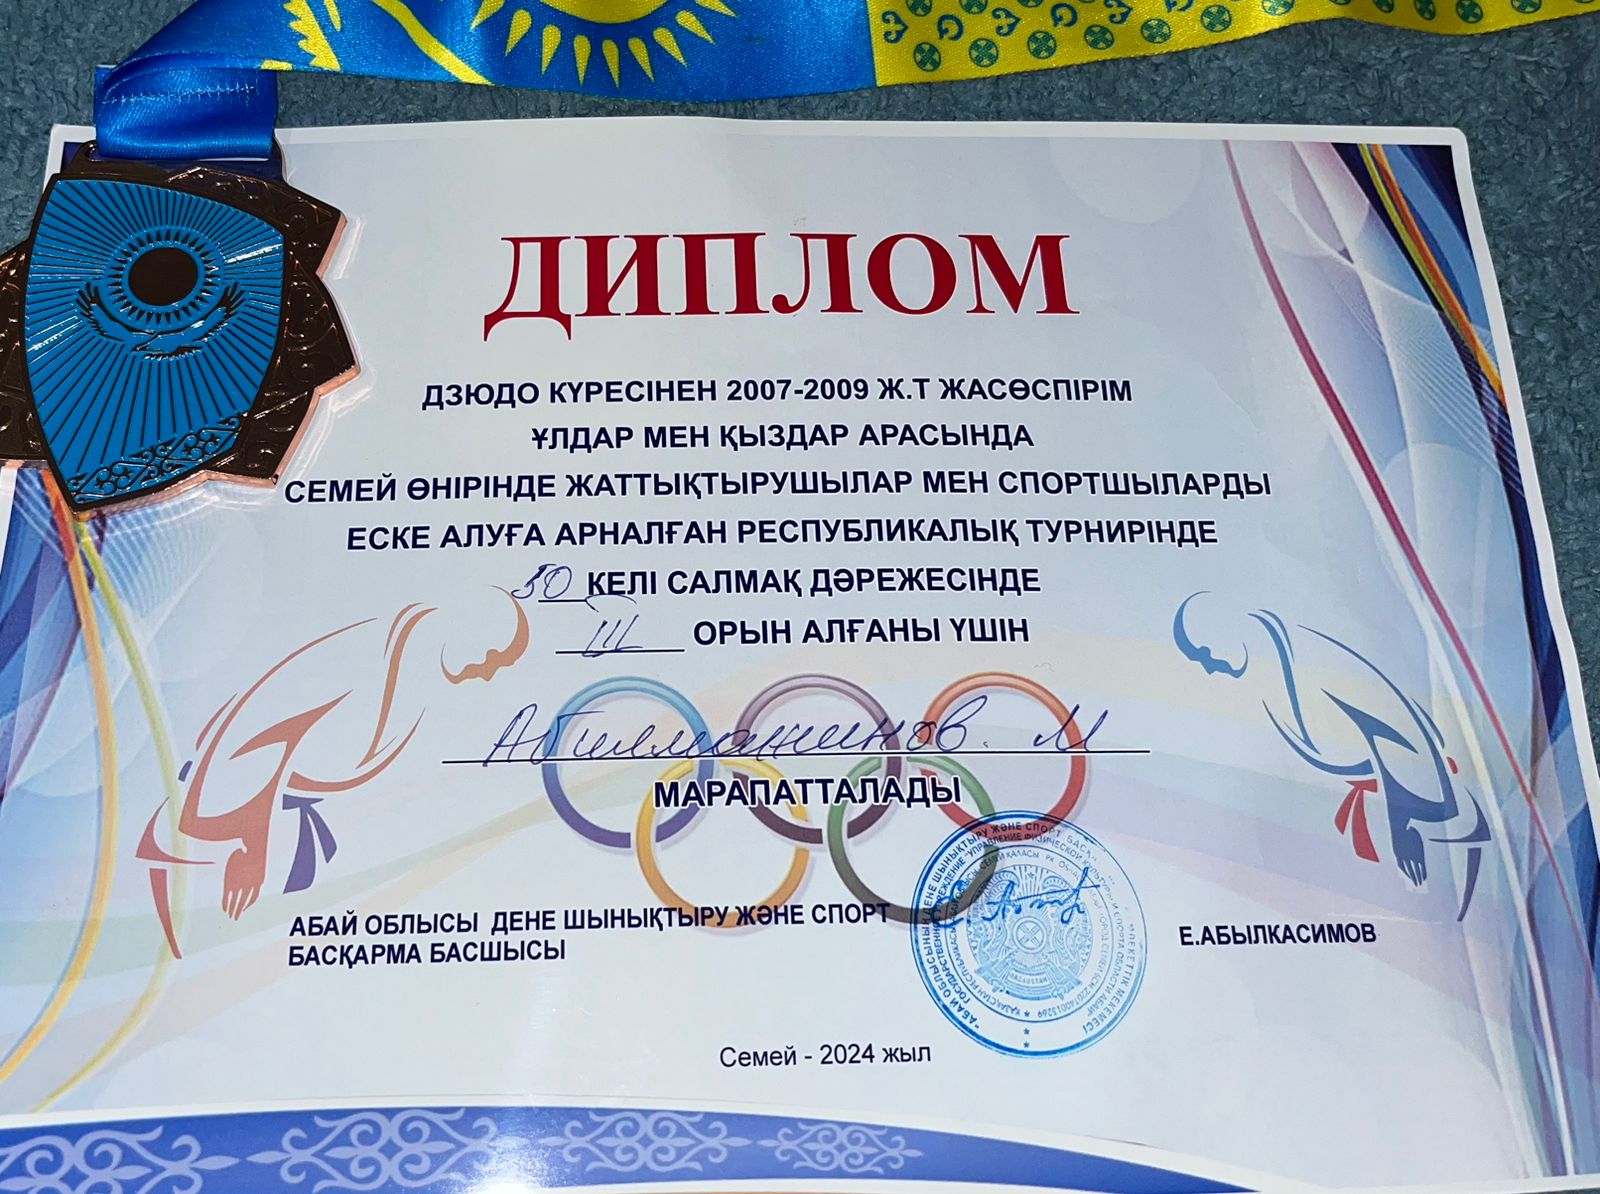 ДИПЛОМ
ДЗЮДО КҮРЕСІНЕН 2007-2009 Ж.Т ЖАСӨСПІРІМ
ҰЛДАР МЕН ҚЫЗДАР АРАСЫНДА
СЕМЕЙ ӨНІРІНДЕ ЖАТТЫҚТЫРУШЫЛАР МЕН СПОРТШЫЛАРДЫ
ЕСКЕ АЛУҒА АРНАЛҒАН РЕСПУБЛИКАЛЫҚ ТУРНИРІНДЕ
50 КЕЛІ САЛМАҚ ДӘРЕЖЕСІНДЕ
III ОРЫН АЛҒАНЫ ҮШІН
Абилмажинов. М
МАРАПАТТАЛАДЫ
АБАЙ ОБЛЫСЫ ДЕНЕ ШЫНЫҚТЫРУ ЖӘНЕ СПОРТ
БАСҚАРМА БАСШЫСЫ
Е.АБЫЛКАСИМОВ
Семей - 2024 жыл